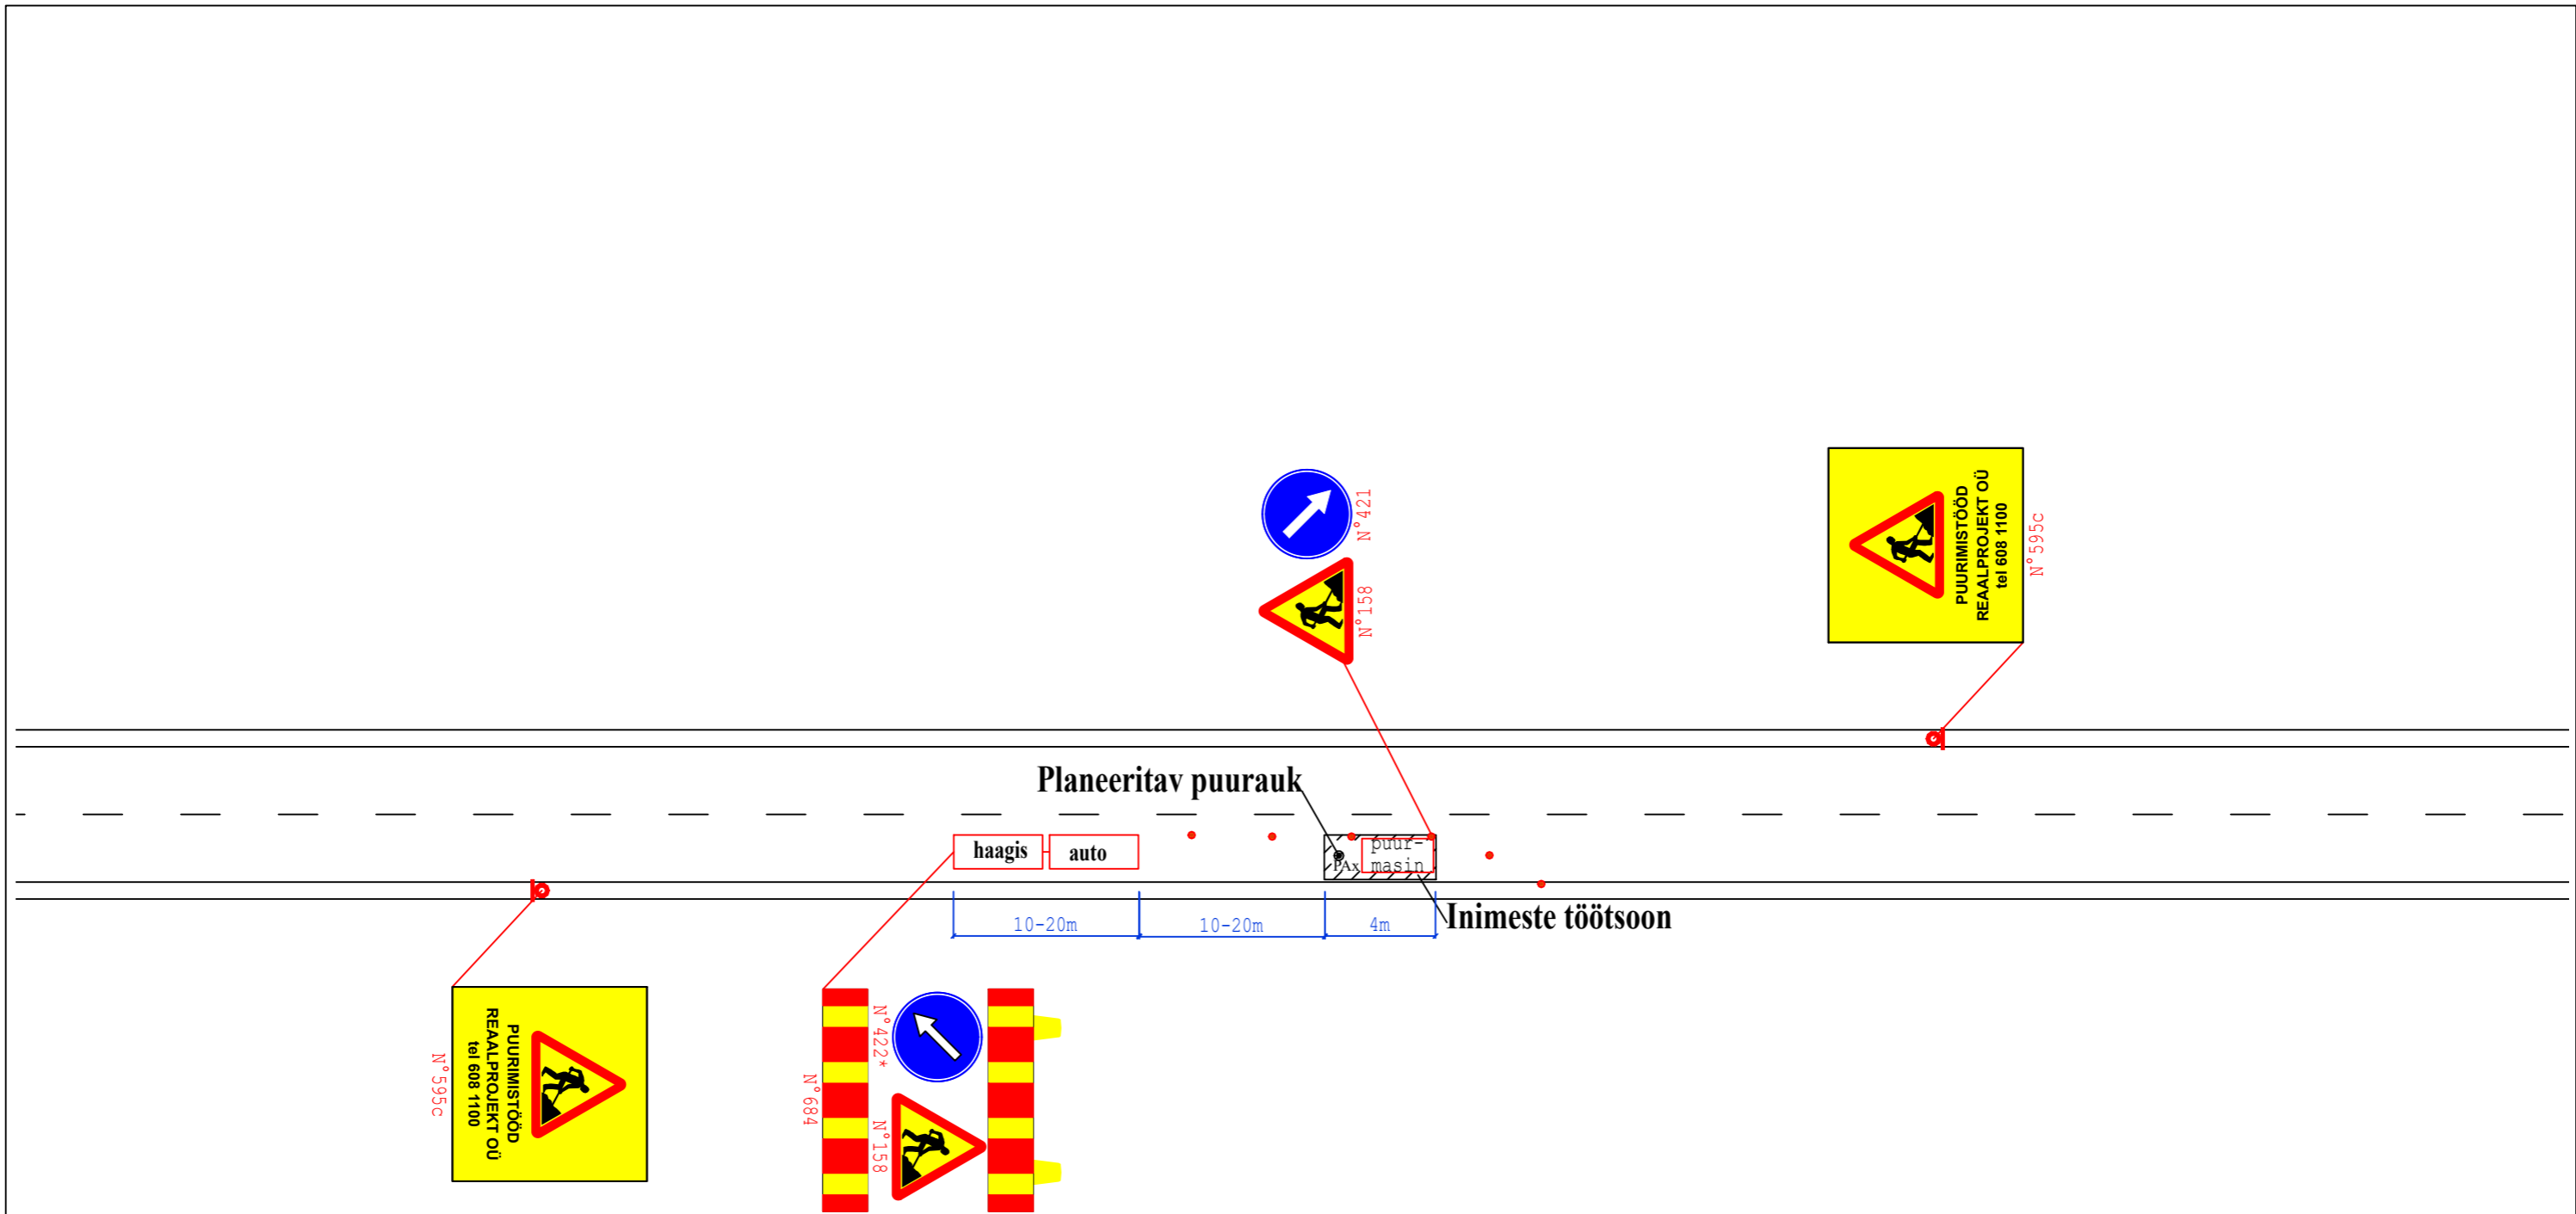 N°421
N°158
PUURIMISTÖÖD
REAALPROJEKT OÜ
tel 608 1100
N°595c
Planeeritav puurauk
haagis
auto
PAx
puur-
masin
10-20m
10-20m
4m
Inimeste töötsoon
PUURIMISTÖÖD
REAALPROJEKT OÜ
tel 608 1100
N°595c
N°422*
N°684
N°158